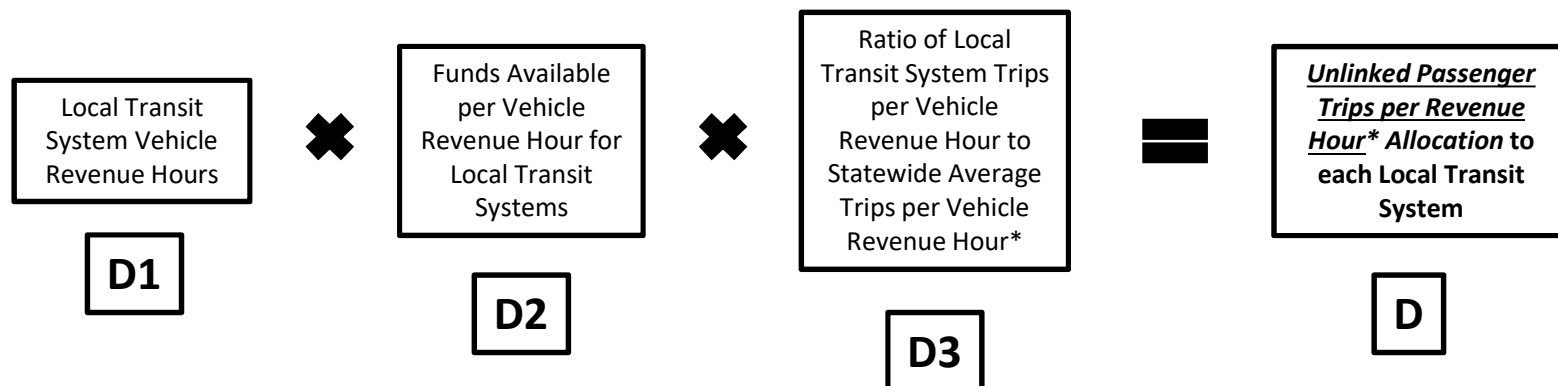 Local Transit
System Vehicle
Revenue Hours
D1
Funds Available
per Vehicle
Revenue Hour for
Local Transit
Systems
D2
Ratio of Local
Transit System Trips
per Vehicle
Revenue Hour to
Statewide Average
Trips per Vehicle
Revenue Hour*
D3
Unlinked Passenger
Trips per Revenue
Hour* Allocation to
each Local Transit
System
D